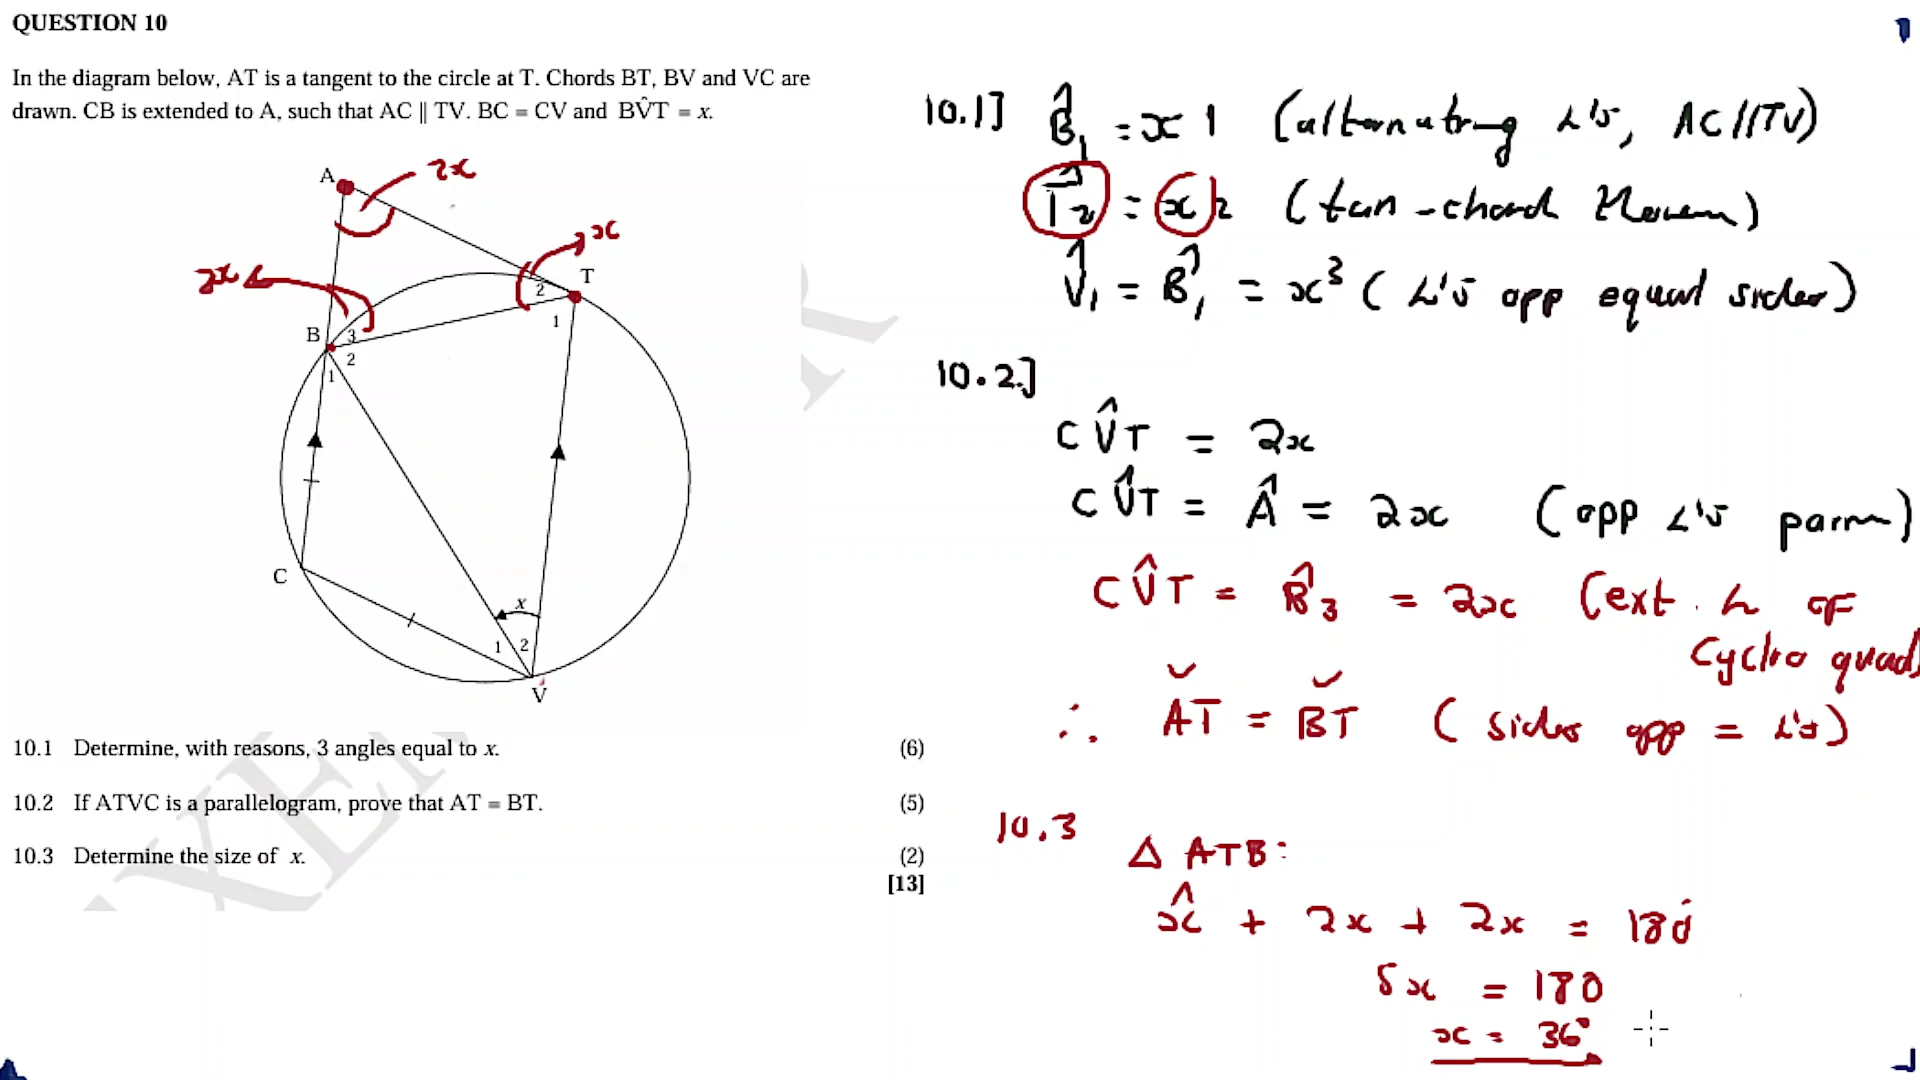 QUESTION 10
In the diagram below, AT is a tangent to the circle at T. Chords BT, BV and VC are
drawn. CB is extended to A, such that AC || TV. BC = CV and BV̂T = x.
A
2x
x
T
2
2x
1
B
3
2
1
C
x
1 2
V
10.1 Determine, with reasons, 3 angles equal to x. (6)
10.2 If ATVC is a parallelogram, prove that AT = BT. (5)
10.3 Determine the size of x. (2)
[13]
10.1] B̂₁ = x 1 (alternating ∠'s, AC//TV)
T̂₂ = x 2 (tan-chord theorem)
V̂₁ = B̂₁ = x 3 (∠'s opp equal sides)
10.2]
CV̂T = 2x
CV̂T = Â = 2x (opp ∠'s parm)
CV̂T = B̂₃ = 2x (ext. ∠ of
cyclic quad)
∴ AT = BT (sides opp = ∠'s)
10.3
△ ATB:
x̂ + 2x + 2x = 180
5x = 180
x = 36°